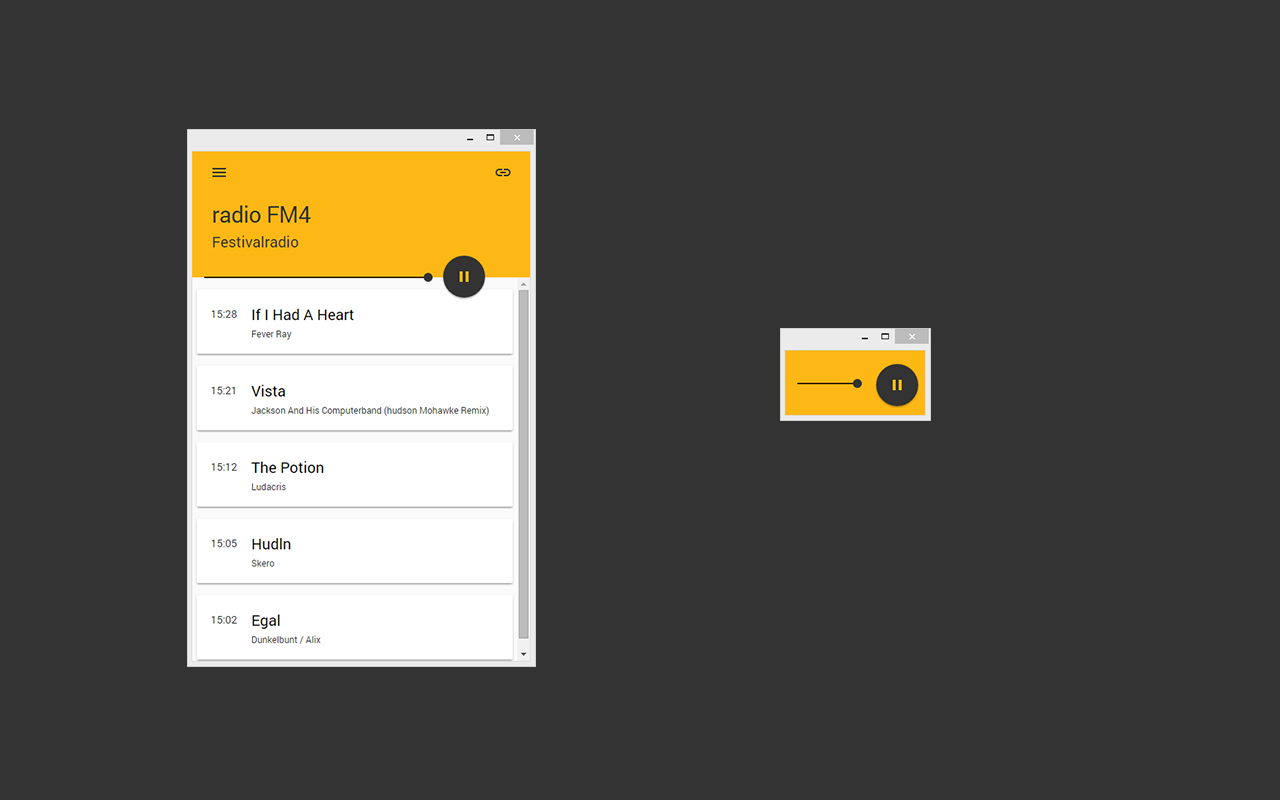 radio FM4
Festivalradio
15:28 If I Had A Heart
Fever Ray
15:21 Vista
Jackson And His Computerband (hudson Mohawke Remix)
15:12 The Potion
Ludacris
15:05 Hudln
Skero
15:02 Egal
Dunkelbunt / Alix